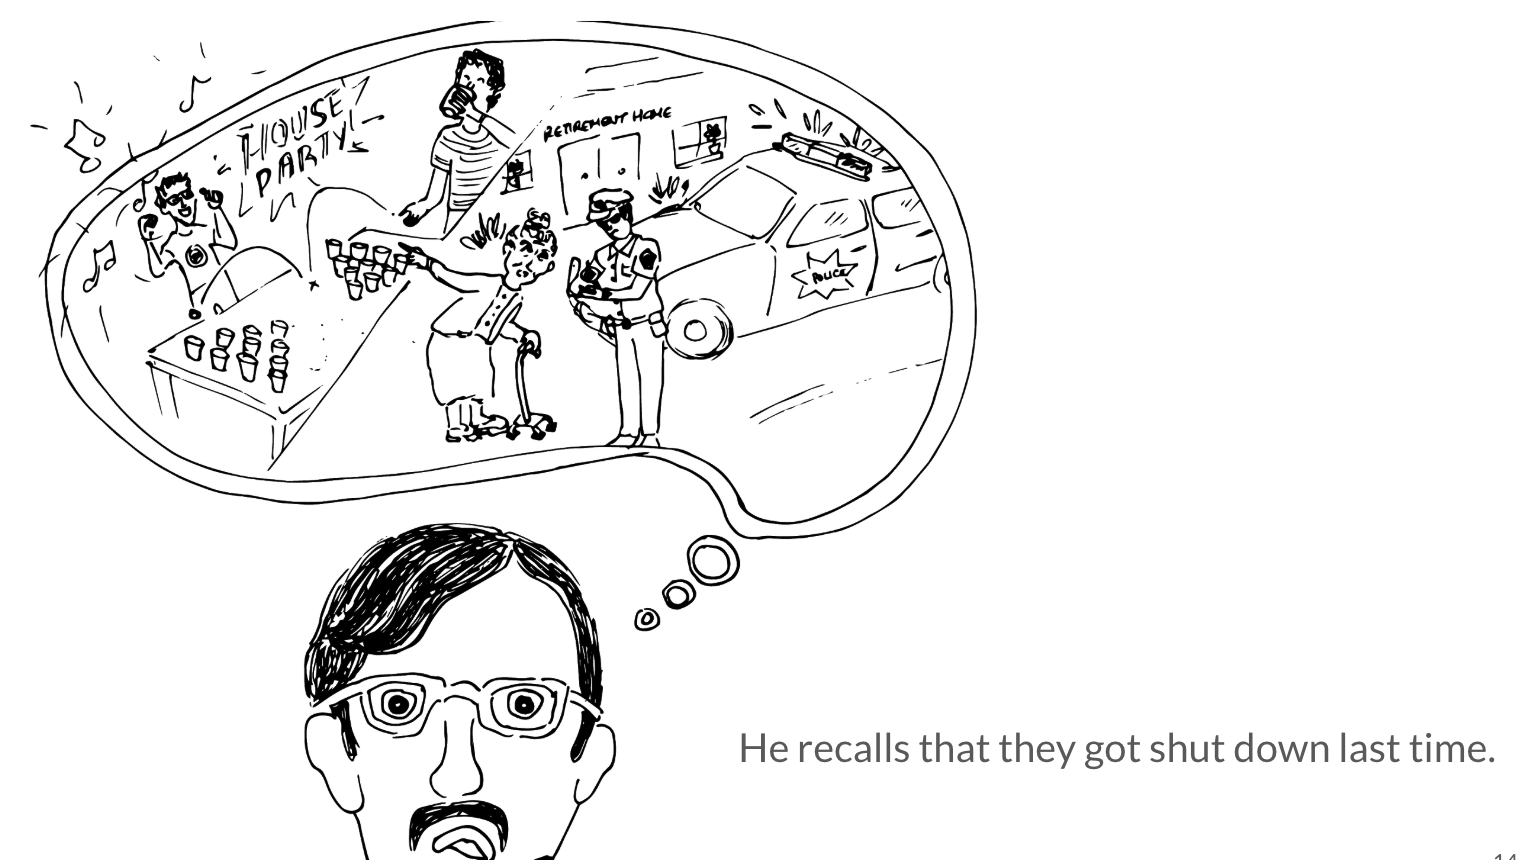 HOUSE
PARTY
RETIREMENT HOME
POLICE
He recalls that they got shut down last time.
14